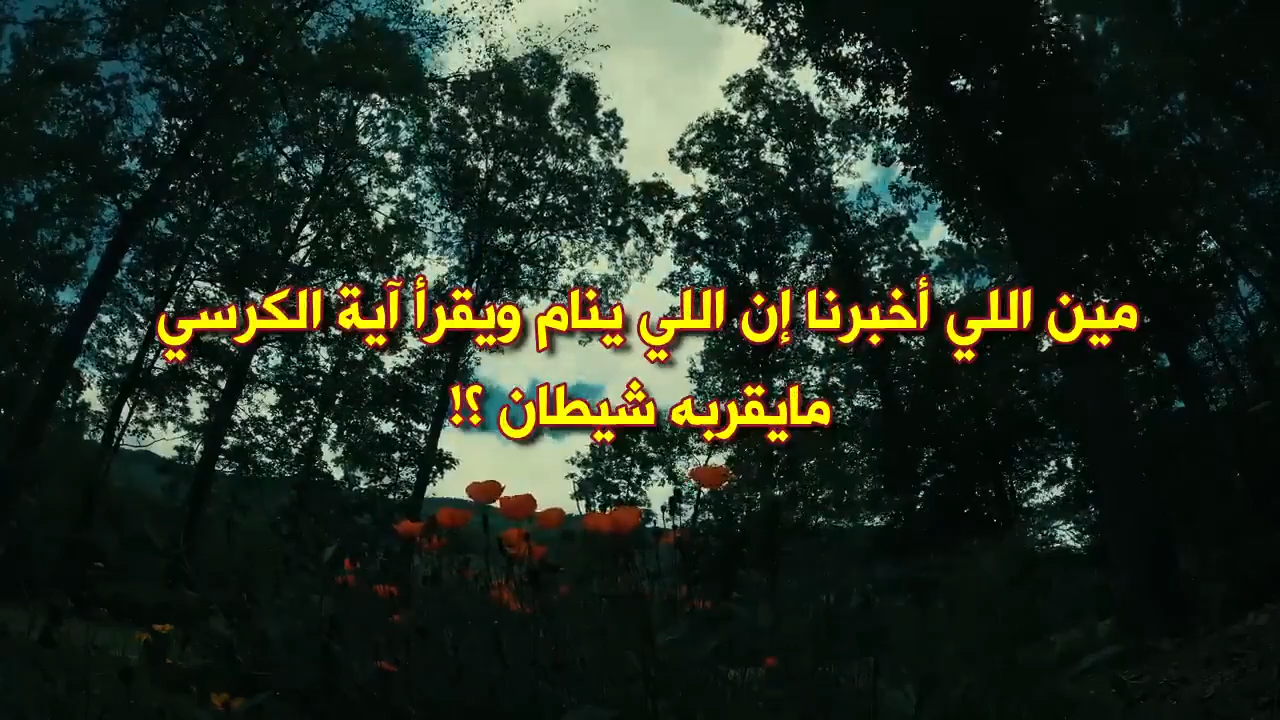 مين اللي أخبرنا إن اللي ينام ويقرأ آية الكرسي
مايقربه شيطان ؟!